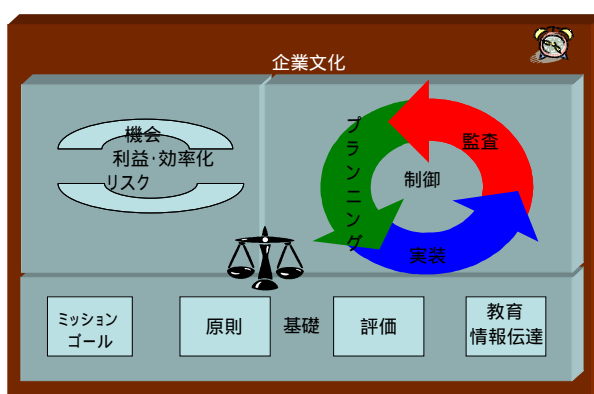 企業文化
機会
利益・効率化
リスク
プランニング
監査
制御
実装
ミッション
ゴール
原則
基礎
評価
教育
情報伝達